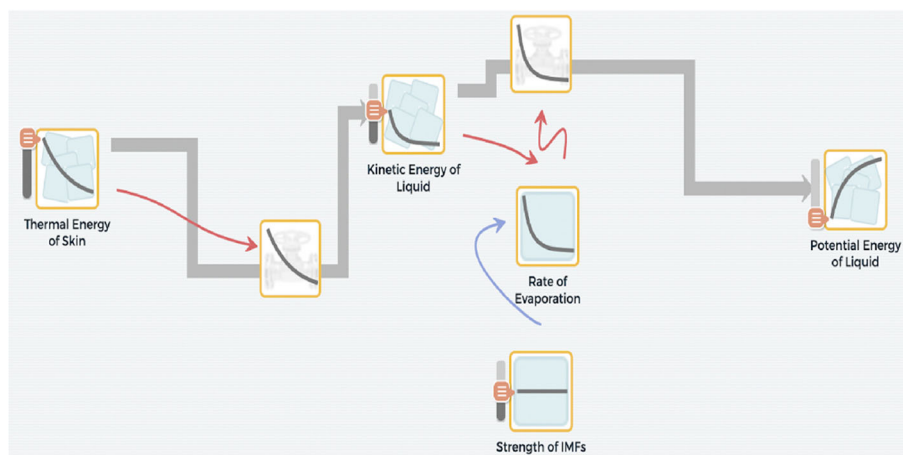 Thermal Energy
of Skin
Kinetic Energy of
Liquid
Rate of
Evaporation
Potential Energy
of Liquid
Strength of IMFs